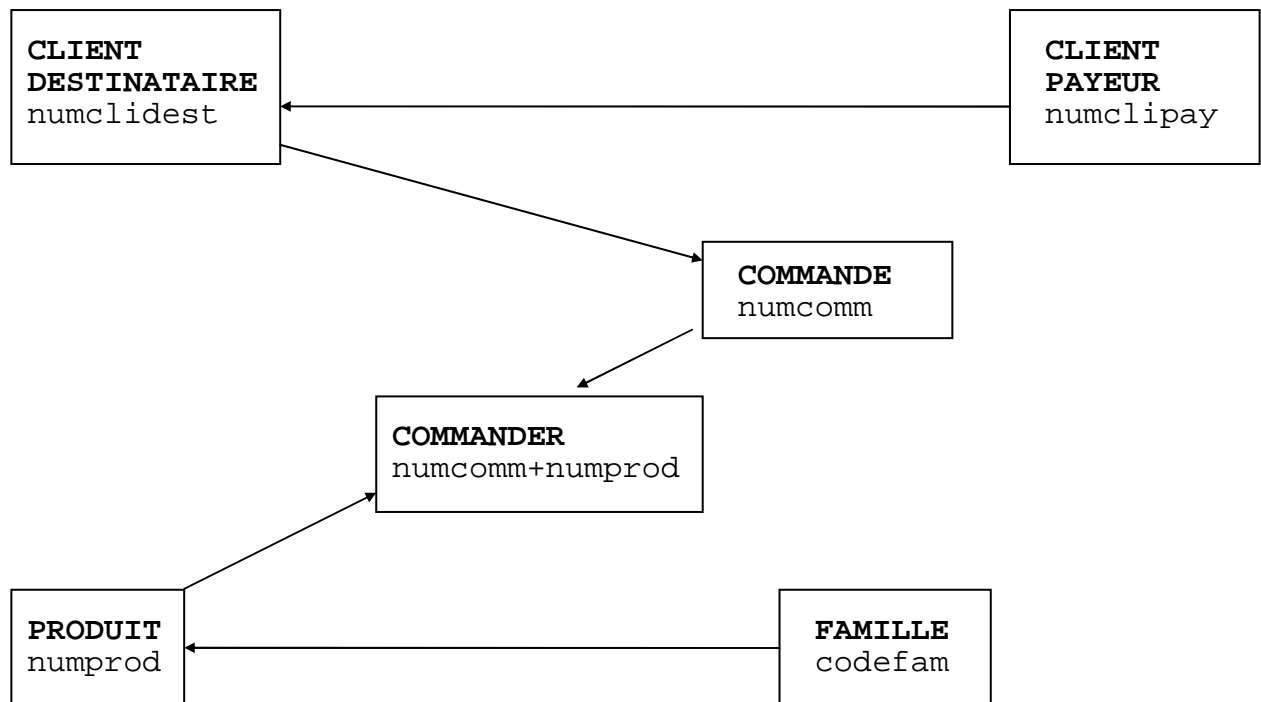 CLIENT
DESTINATAIRE
numclidest
CLIENT
PAYEUR
numclipay
COMMANDE
numcomm
COMMANDER
numcomm+numprod
PRODUIT
numprod
FAMILLE
codefam